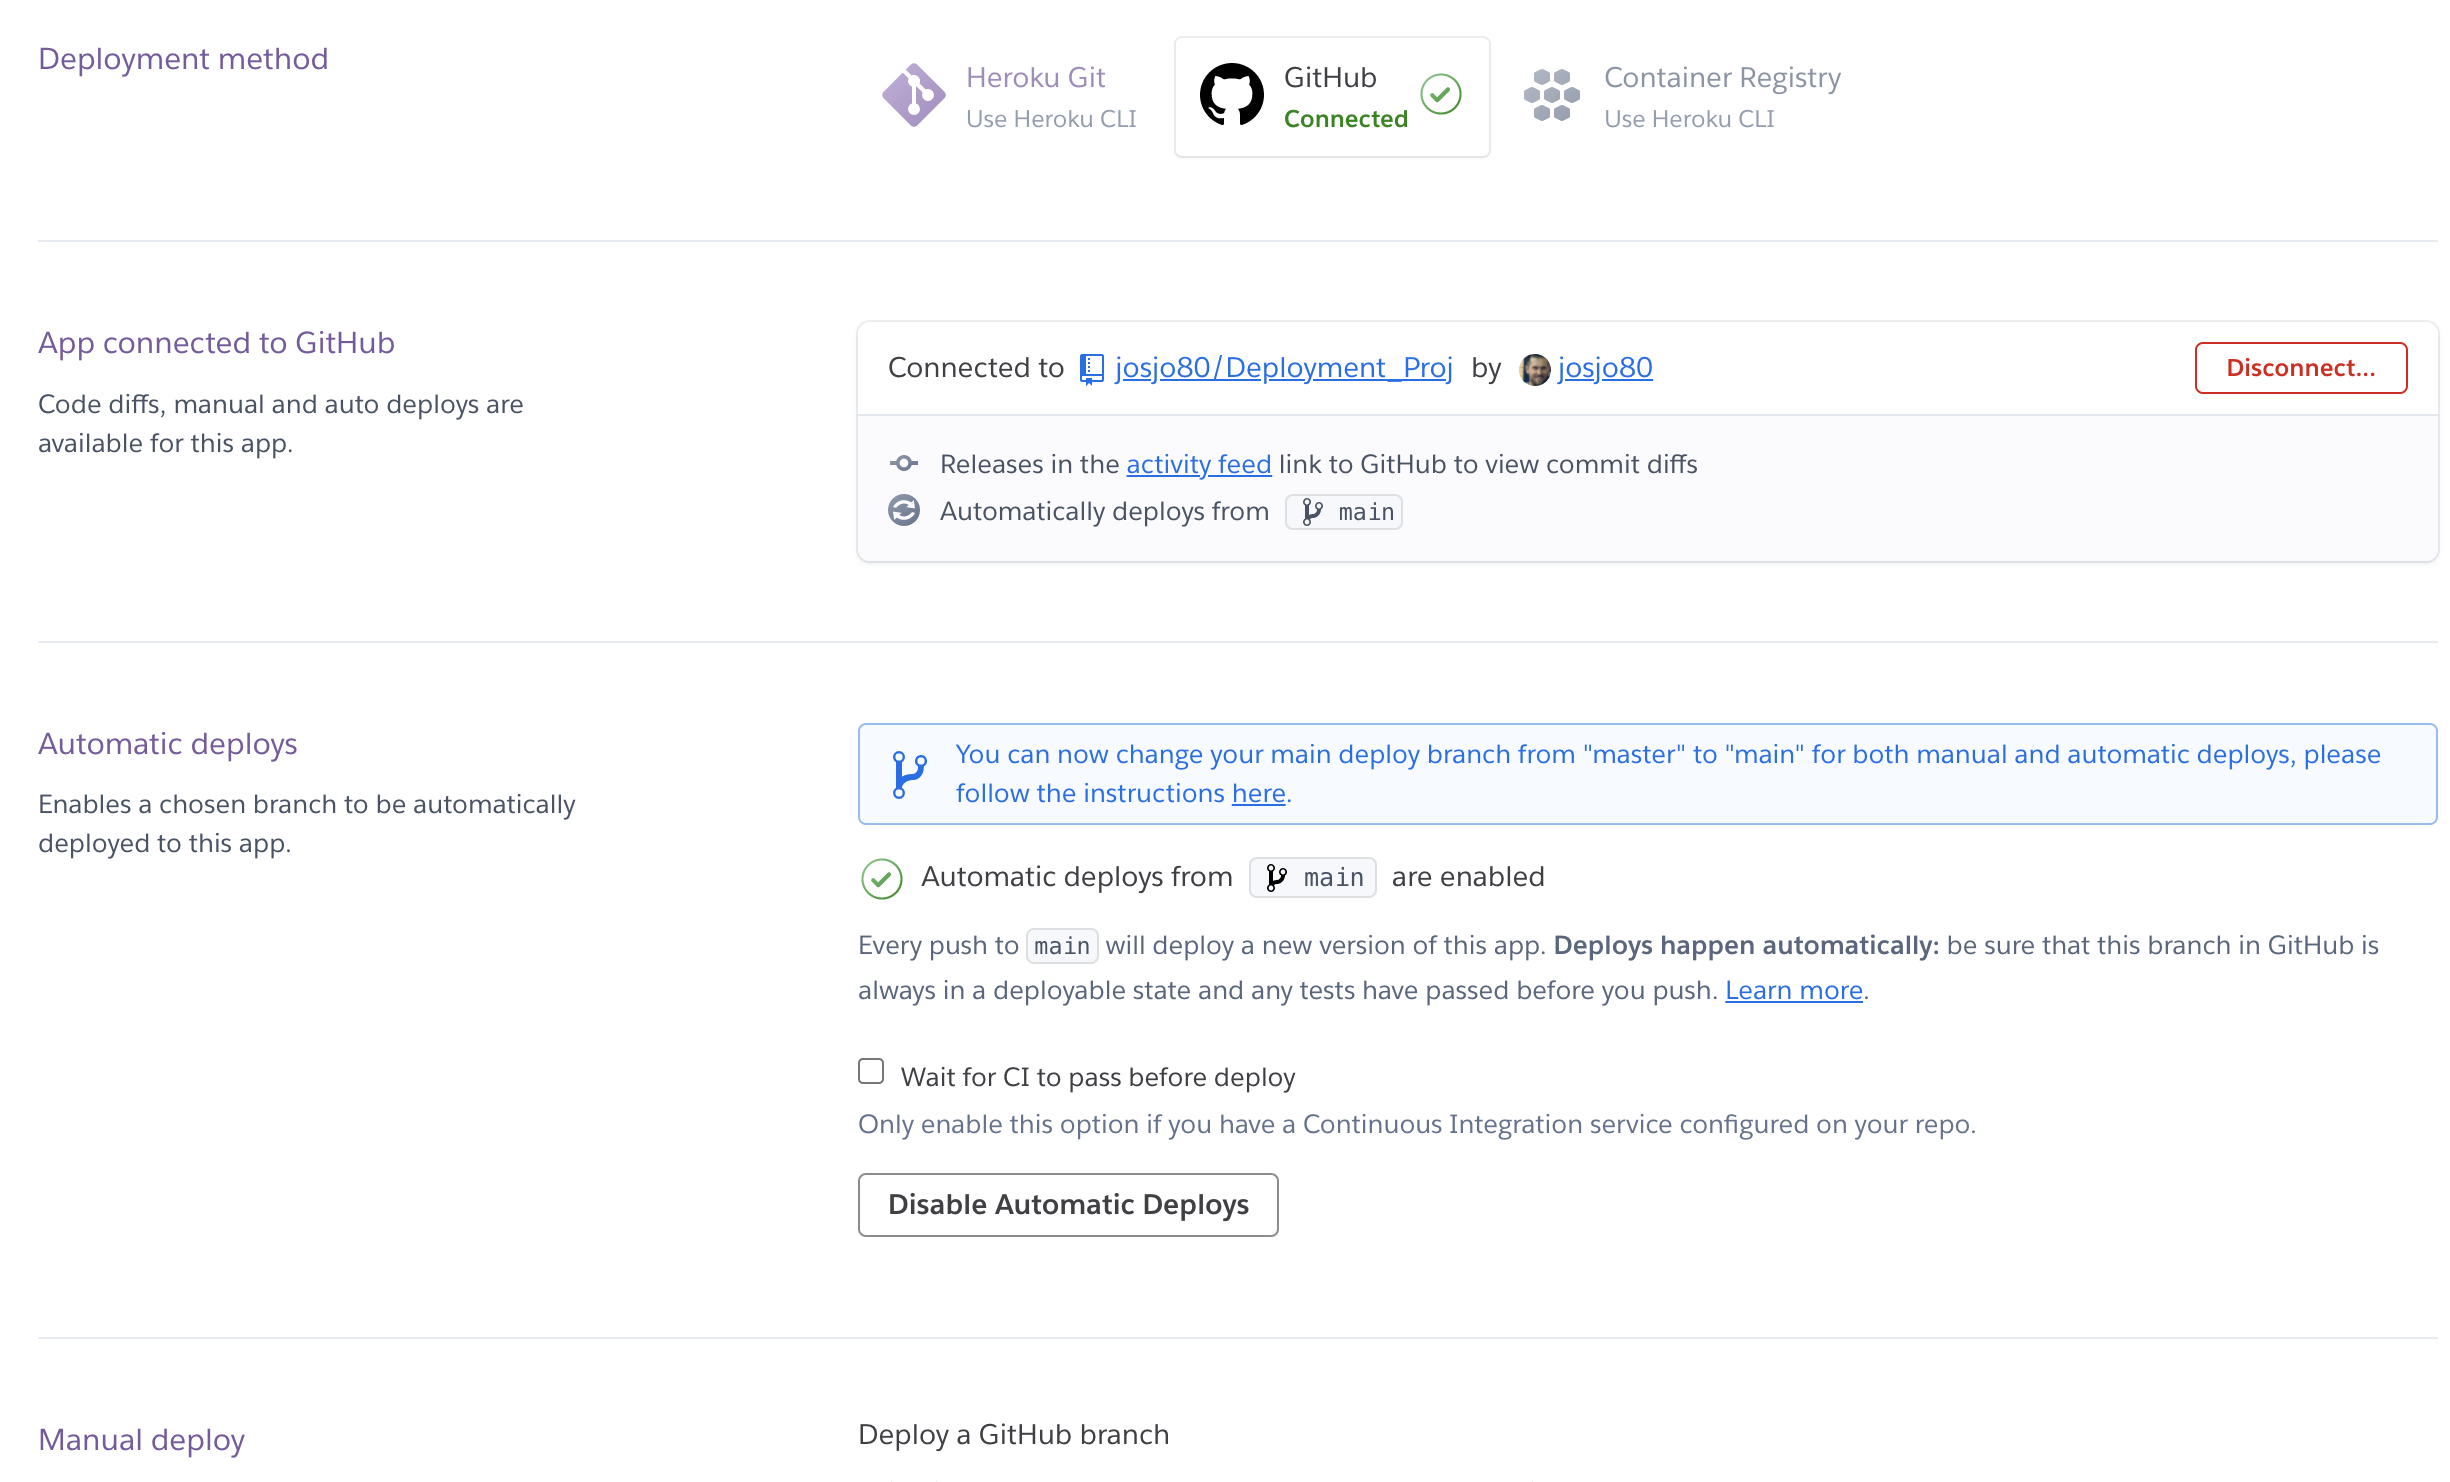 Deployment method
Heroku Git
Use Heroku CLI
GitHub
Connected
Container Registry
Use Heroku CLI
App connected to GitHub
Code diffs, manual and auto deploys are
available for this app.
Connected to josjo80/Deployment_Proj by josjo80
Disconnect...
Releases in the activity feed link to GitHub to view commit diffs
Automatically deploys from main
Automatic deploys
Enables a chosen branch to be automatically
deployed to this app.
You can now change your main deploy branch from "master" to "main" for both manual and automatic deploys, please
follow the instructions here.
Automatic deploys from main are enabled
Every push to main will deploy a new version of this app. Deploys happen automatically: be sure that this branch in GitHub is
always in a deployable state and any tests have passed before you push. Learn more.
Wait for CI to pass before deploy
Only enable this option if you have a Continuous Integration service configured on your repo.
Disable Automatic Deploys
Manual deploy
Deploy a GitHub branch